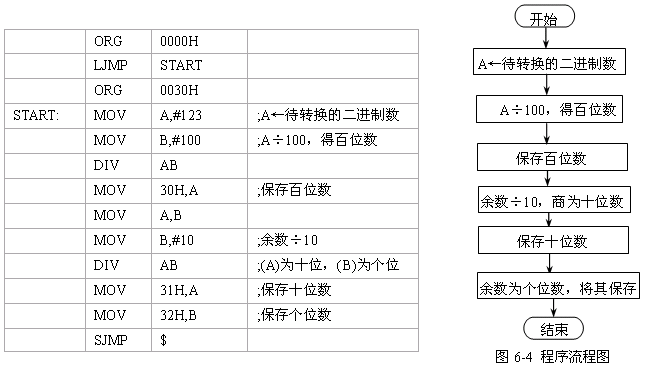 ORG 0000H
LJMP START
ORG 0030H
START: MOV A,#123 ;A←待转换的二进制数
MOV B,#100 ;A÷100，得百位数
DIV AB
MOV 30H,A ;保存百位数
MOV A,B
MOV B,#10 ;余数÷10
DIV AB ;(A)为十位，(B)为个位
MOV 31H,A ;保存十位数
MOV 32H,B ;保存个位数
SJMP $
开始
A←待转换的二进制数
A÷100，得百位数
保存百位数
余数÷10，商为十位数
保存十位数
余数为个位数，将其保存
结束
图 6-4 程序流程图